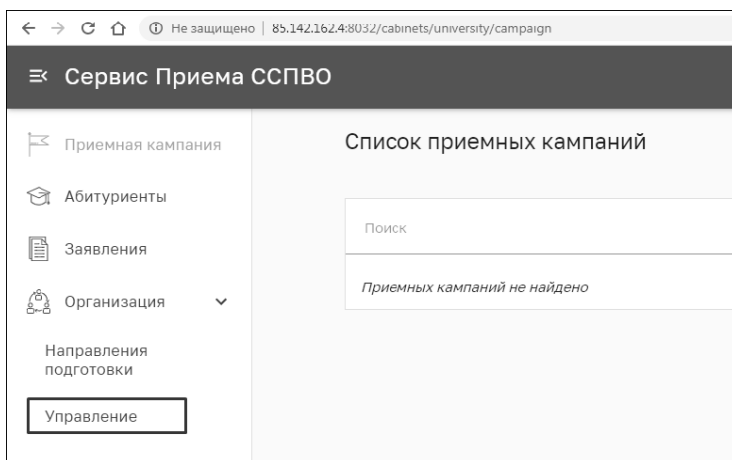 Не защищено | 85.142.162.4:8032/cabinets/university/campaign
Сервис Приема ССПВО
Приемная кампания
Абитуриенты
Заявления
Организация
Направления
подготовки
Управление
Список приемных кампаний
Поиск
Приемных кампаний не найдено